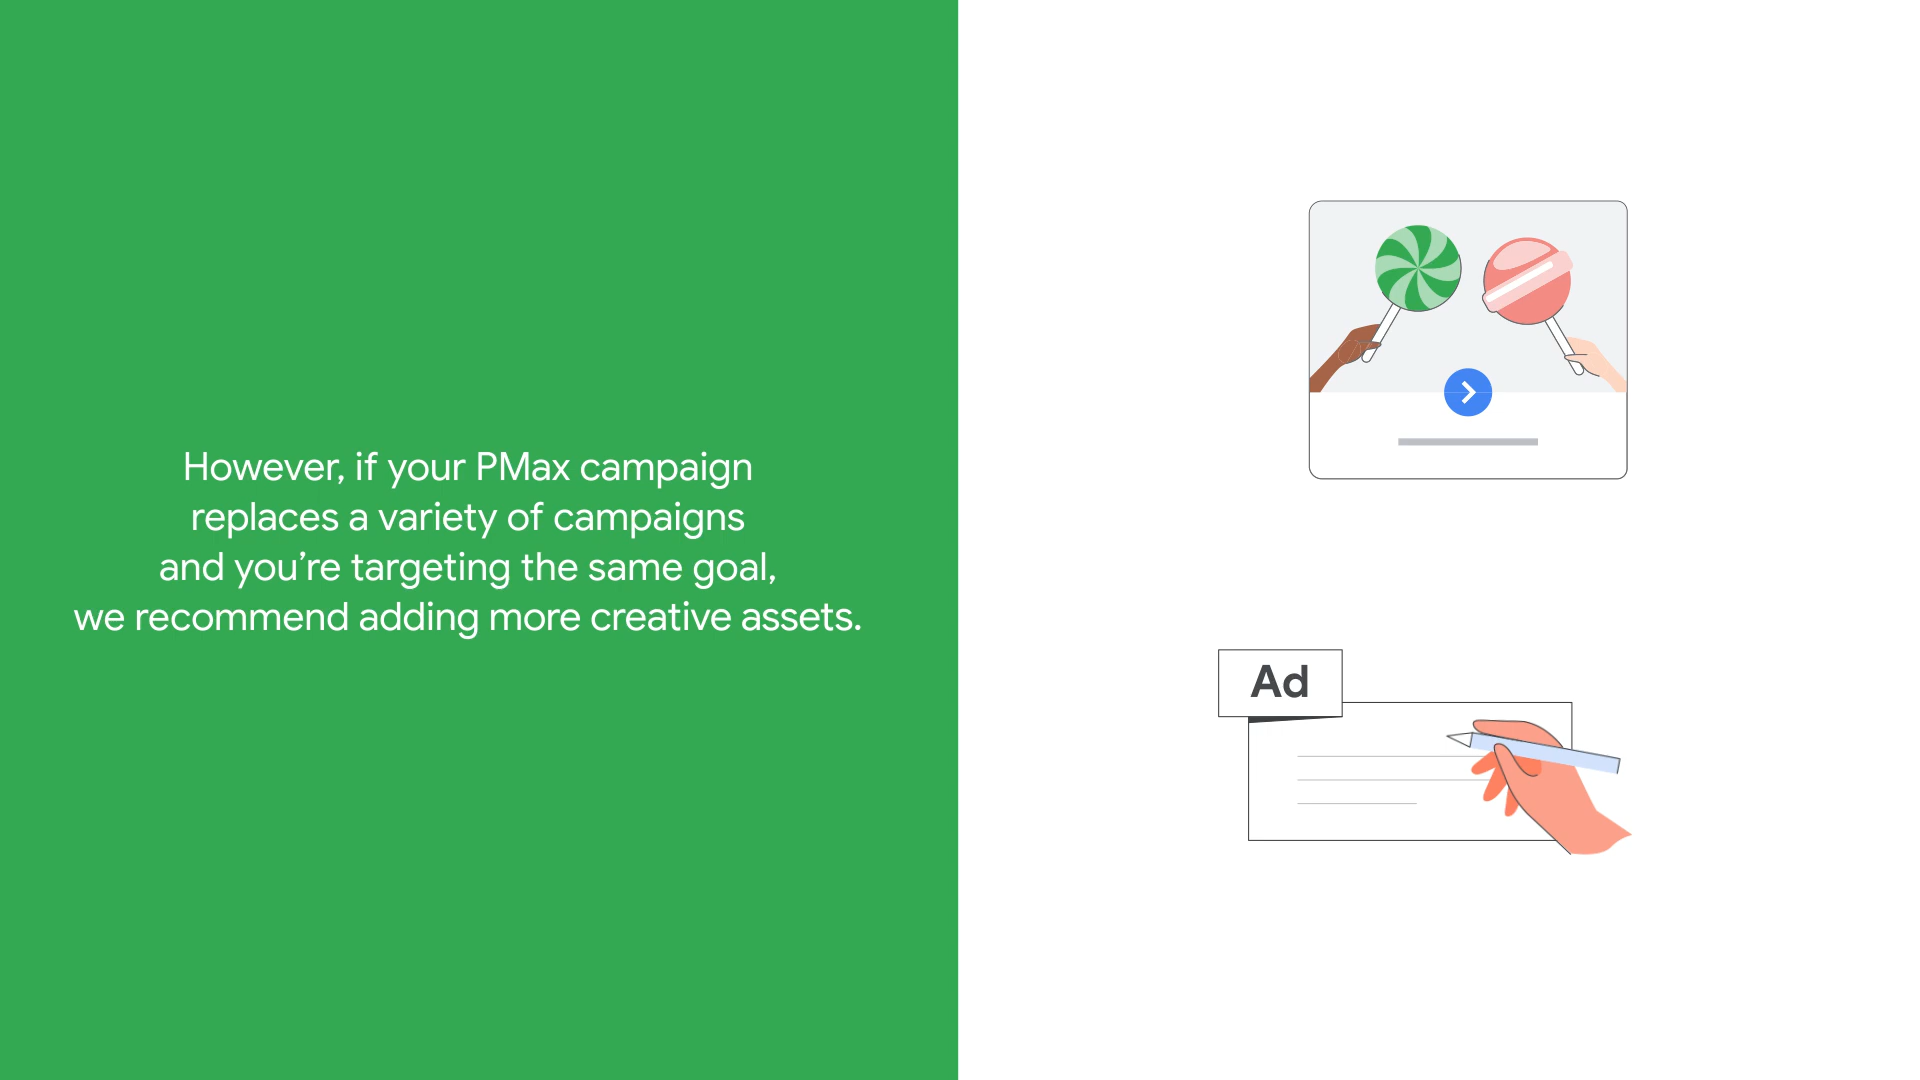 However, if your PMax campaign
replaces a variety of campaigns
and you’re targeting the same goal,
we recommend adding more creative assets.
Ad